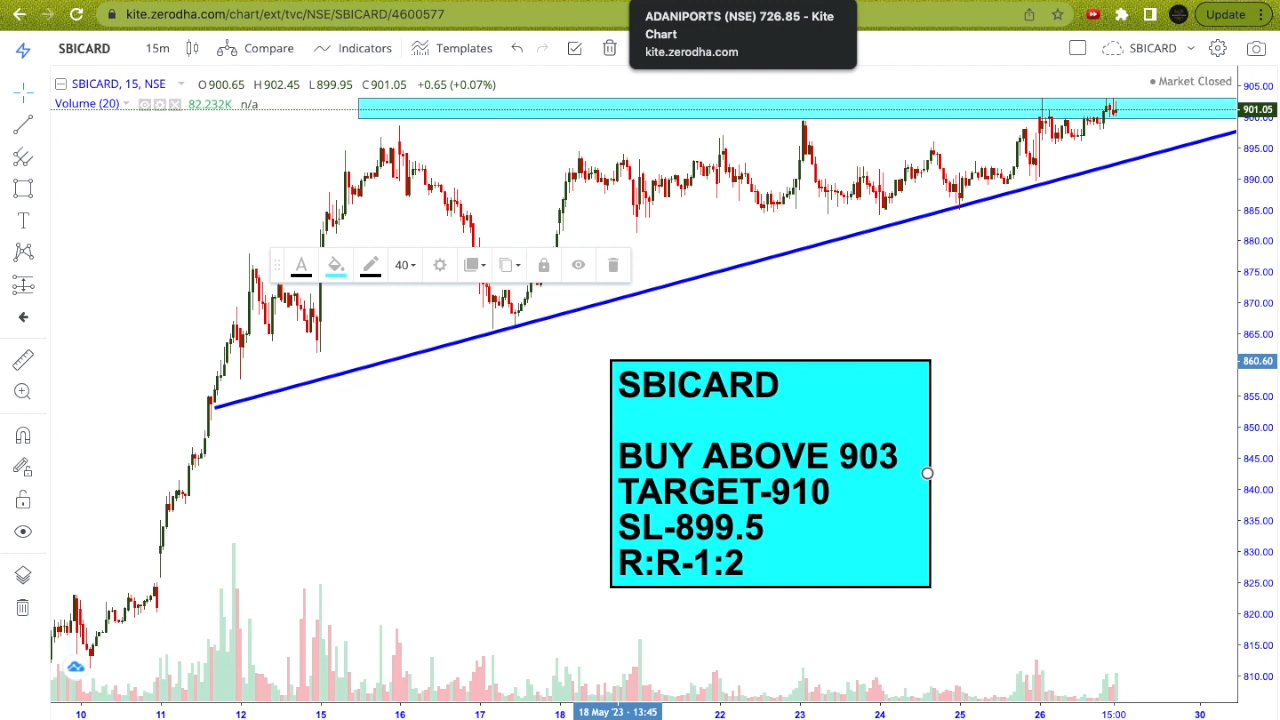 kite.zerodha.com/chart/ext/tvc/NSE/SBICARD/4600577
Update
ADANIPORTS (NSE) 726.85 - Kite
Chart
kite.zerodha.com
SBICARD 15m Compare Indicators Templates SBICARD
SBICARD, 15, NSE O900.65 H902.45 L899.95 C901.05 +0.65 (+0.07%)
Market Closed
Volume (20) 82.232K n/a
905.00
901.05
900.00
895.00
890.00
885.00
880.00
875.00
870.00
865.00
860.60
855.00
850.00
845.00
840.00
835.00
830.00
825.00
820.00
815.00
810.00
A 40
T
SBICARD
BUY ABOVE 903
TARGET-910
SL-899.5
R:R-1:2
10 11 12 15 16 17 18 18 May '23 - 13:45 22 23 24 25 26 15:00 30